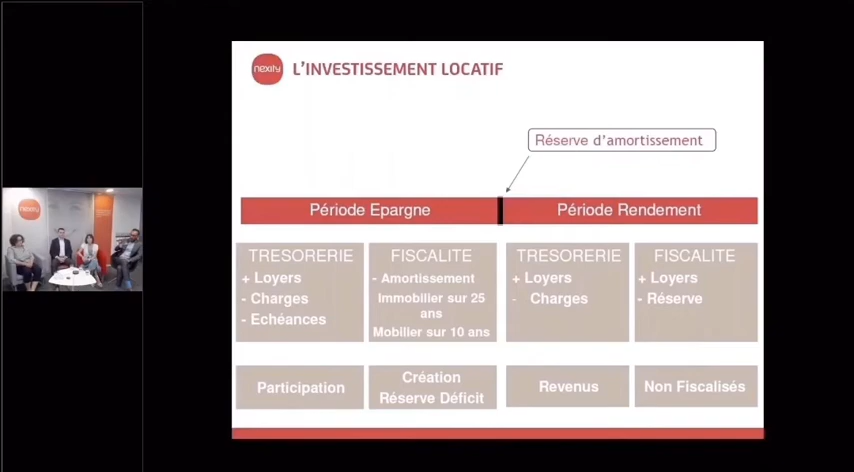 nexity
L'INVESTISSEMENT LOCATIF
Réserve d'amortissement
Période Epargne
Période Rendement
TRESORERIE
+ Loyers
- Charges
- Echéances
FISCALITE
- Amortissement
Immobilier sur 25
ans
Mobilier sur 10 ans
TRESORERIE
+ Loyers
- Charges
FISCALITE
+ Loyers
- Réserve
Participation
Création
Réserve Déficit
Revenus
Non Fiscalisés
nexity